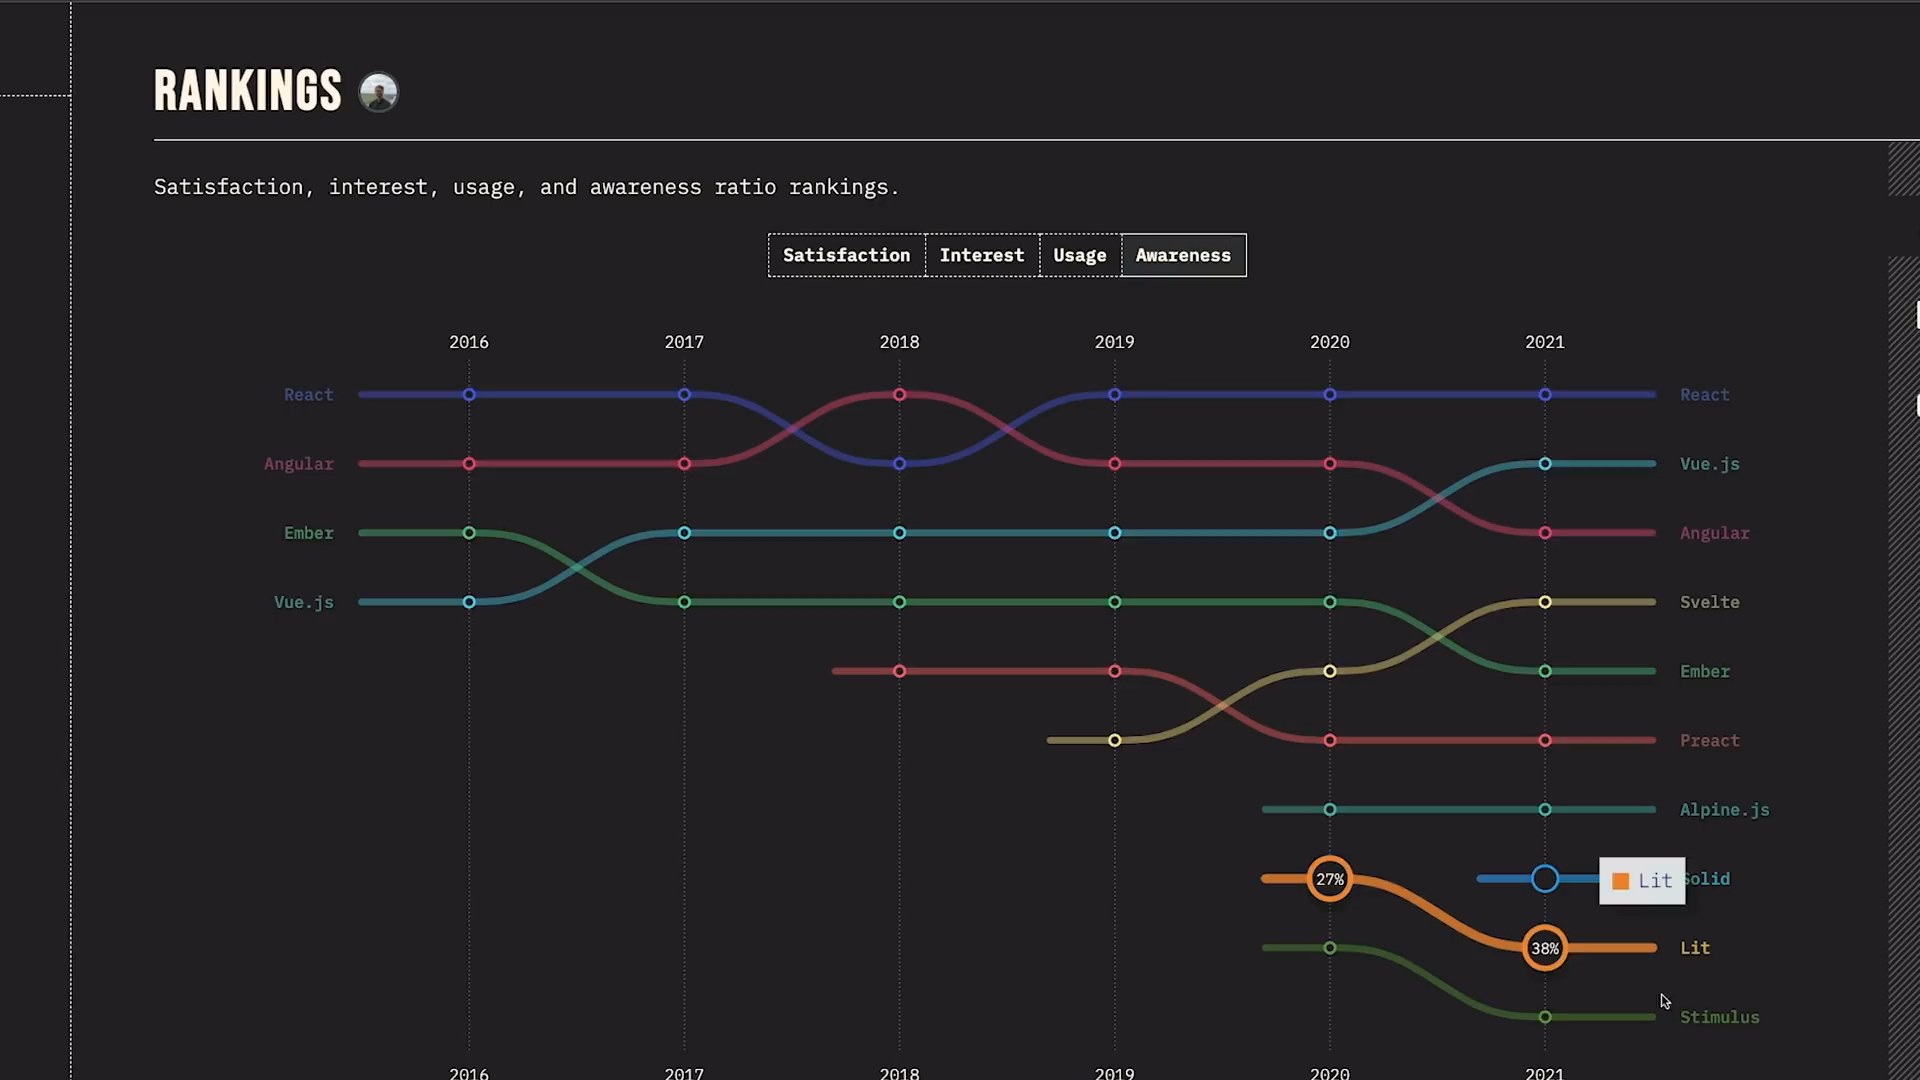 RANKINGS
Satisfaction, interest, usage, and awareness ratio rankings.
Satisfaction Interest Usage Awareness
2016 2017 2018 2019 2020 2021
React React
Angular Vue.js
Ember Angular
Vue.js Svelte
Ember
Preact
Alpine.js
27% Lit Solid
38% Lit
Stimulus
2016 2017 2018 2019 2020 2021